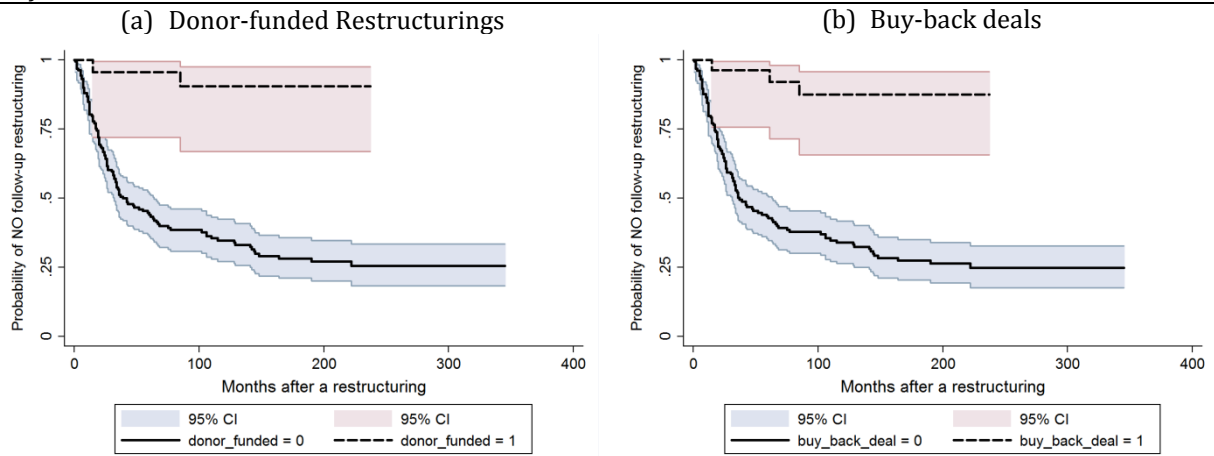 (a) Donor-funded Restructurings
Probability of NO follow-up restructuring
1
.75
.5
.25
0
0 100 200 300 400
Months after a restructuring
95% CI 95% CI
donor_funded = 0 donor_funded = 1
(b) Buy-back deals
Probability of NO follow-up restructuring
1
.75
.5
.25
0
0 100 200 300 400
Months after a restructuring
95% CI 95% CI
buy_back_deal = 0 buy_back_deal = 1